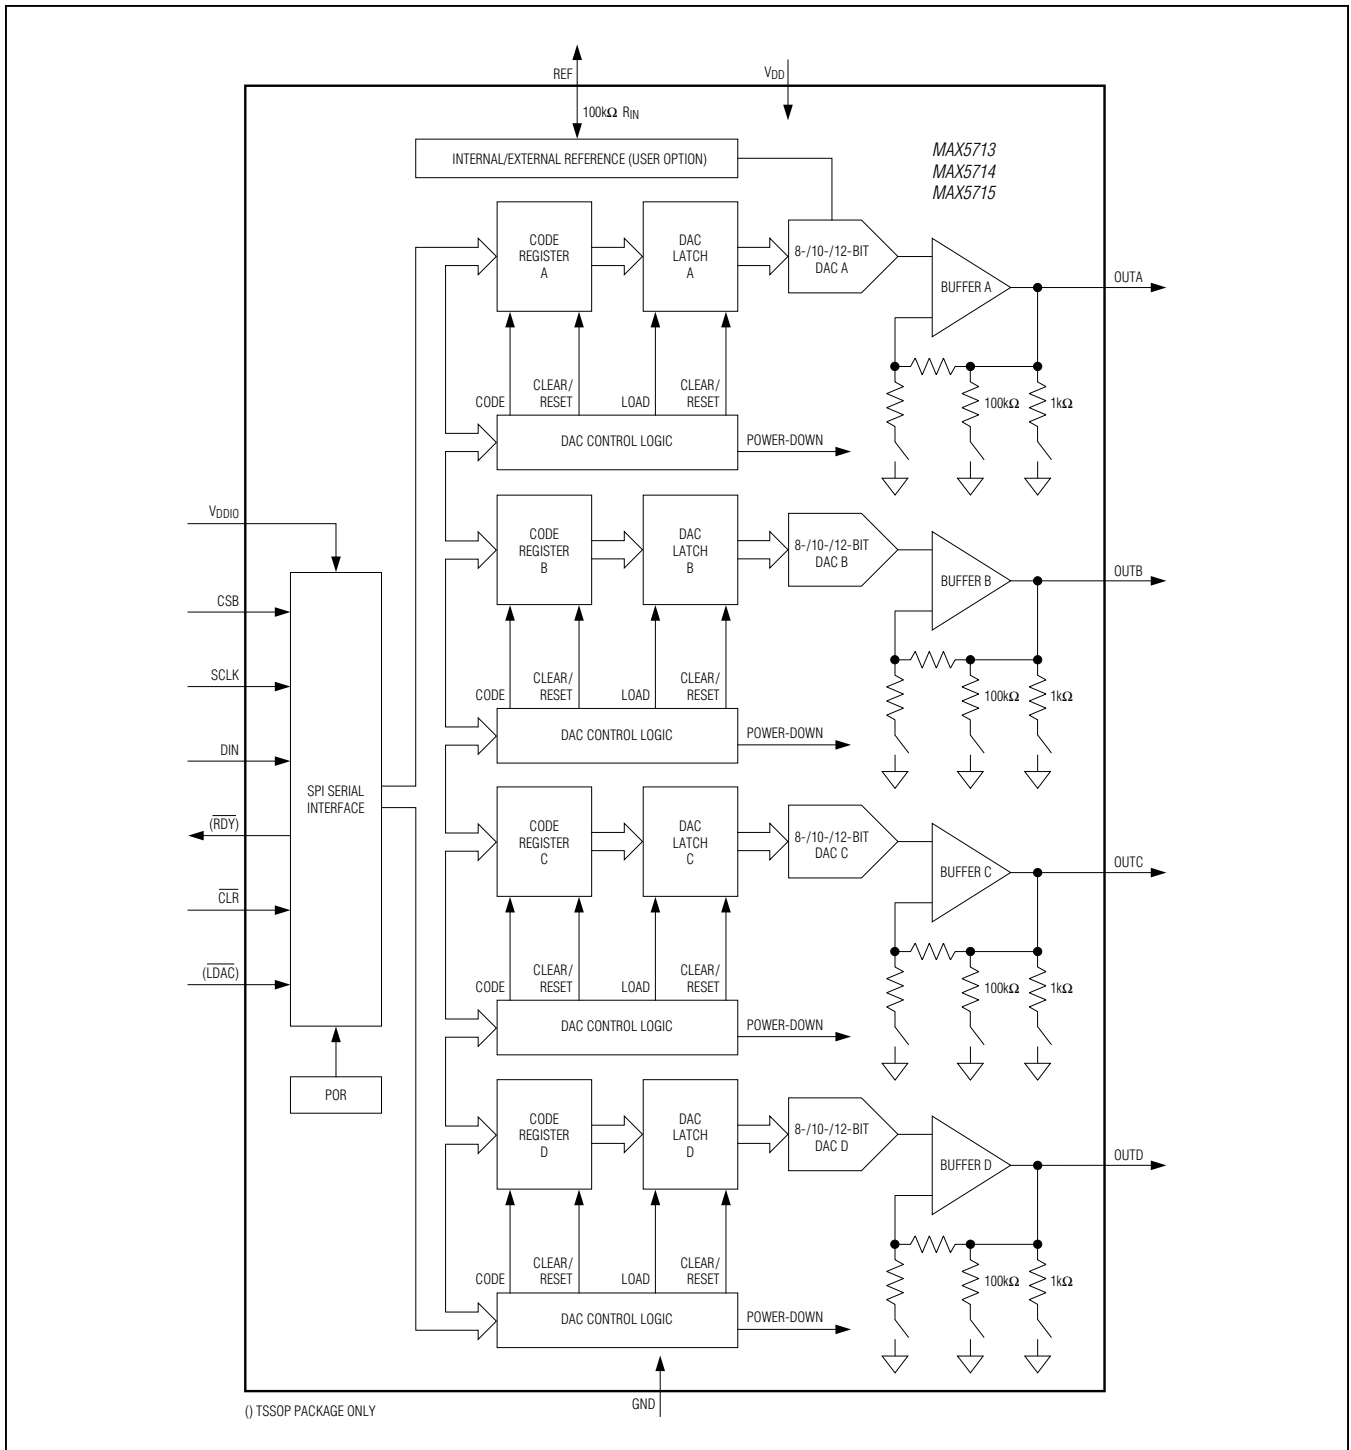 REF
VDD
100kΩ RIN
INTERNAL/EXTERNAL REFERENCE (USER OPTION)
MAX5713
MAX5714
MAX5715
CODE
REGISTER
A
DAC
LATCH
A
8-/10-/12-BIT
DAC A
BUFFER A
OUTA
CODE
CLEAR/
RESET
LOAD
CLEAR/
RESET
100kΩ
1kΩ
DAC CONTROL LOGIC
POWER-DOWN
VDDIO
CSB
SCLK
DIN
(RDY)
CLR
(LDAC)
SPI SERIAL
INTERFACE
POR
CODE
REGISTER
B
DAC
LATCH
B
8-/10-/12-BIT
DAC B
BUFFER B
OUTB
CODE
CLEAR/
RESET
LOAD
CLEAR/
RESET
100kΩ
1kΩ
DAC CONTROL LOGIC
POWER-DOWN
CODE
REGISTER
C
DAC
LATCH
C
8-/10-/12-BIT
DAC C
BUFFER C
OUTC
CODE
CLEAR/
RESET
LOAD
CLEAR/
RESET
100kΩ
1kΩ
DAC CONTROL LOGIC
POWER-DOWN
CODE
REGISTER
D
DAC
LATCH
D
8-/10-/12-BIT
DAC D
BUFFER D
OUTD
CODE
CLEAR/
RESET
LOAD
CLEAR/
RESET
100kΩ
1kΩ
DAC CONTROL LOGIC
POWER-DOWN
GND
() TSSOP PACKAGE ONLY